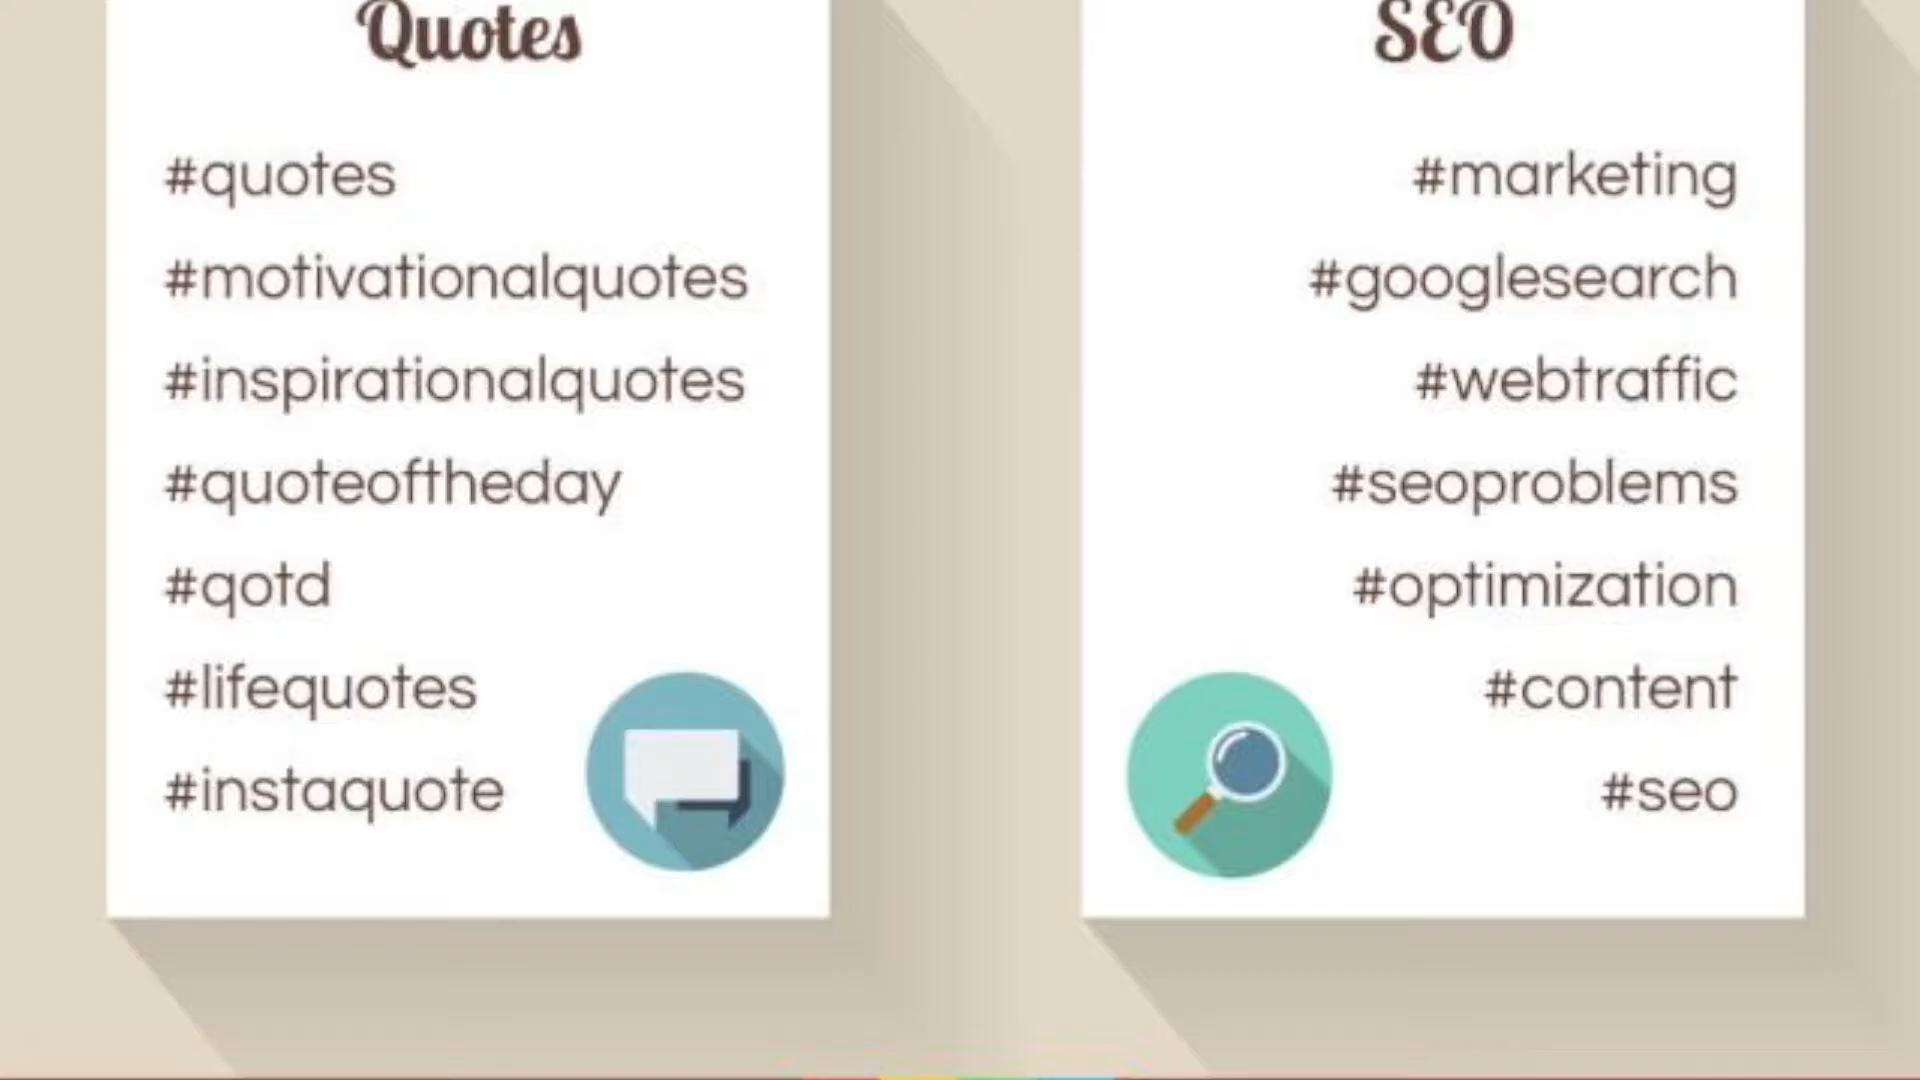 Quotes
#quotes
#motivationalquotes
#inspirationalquotes
#quoteoftheday
#qotd
#lifequotes
#instaquote
SEO
#marketing
#googlesearch
#webtraffic
#seoproblems
#optimization
#content
#seo